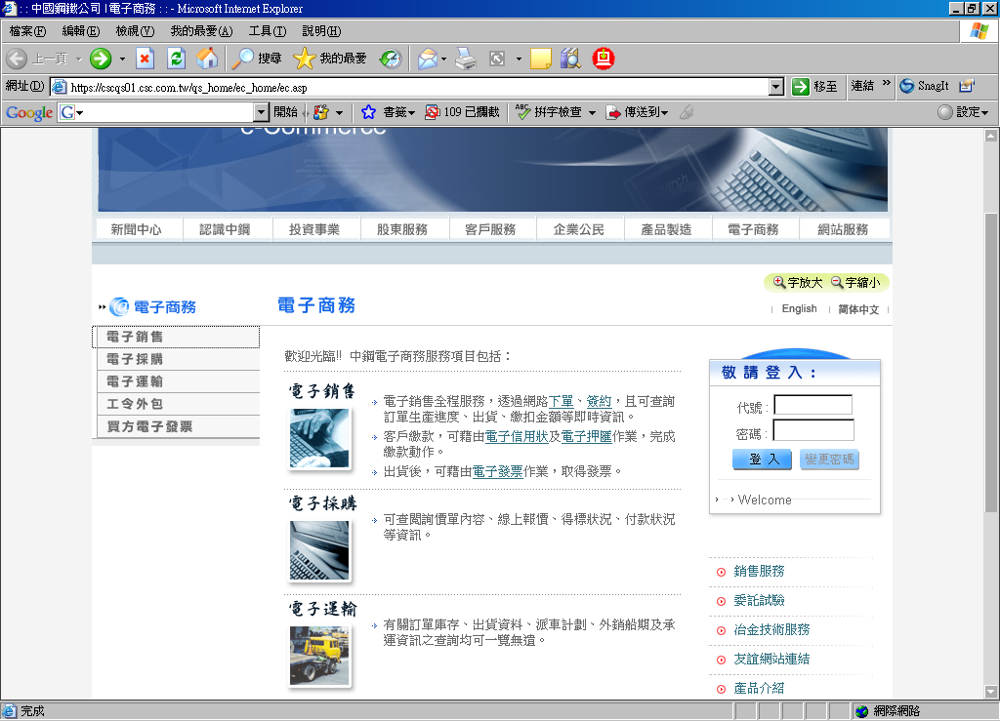 : : 中國鋼鐵公司 | 電子商務 : : - Microsoft Internet Explorer
檔案(F) 編輯(E) 檢視(V) 我的最愛(A) 工具(T) 說明(H)
上一頁 搜尋 我的最愛
網址(D) https://cscqs01.csc.com.tw/qs_home/ec_home/ec.asp 移至 連結 » SnagIt
Google G 開始 書籤 109 已攔截 ABC 拼字檢查 傳送到 設定
e-Commerce
新聞中心 認識中鋼 投資事業 股東服務 客戶服務 企業公民 產品製造 電子商務 網站服務
字放大 字縮小
English 简体中文
電子商務
電子銷售
電子採購
電子運輸
工令外包
買方電子發票
電子商務
歡迎光臨!! 中鋼電子商務服務項目包括：
電子銷售
電子銷售全程服務，透過網路下單、簽約，且可查詢
訂單生產進度、出貨、繳扣金額等即時資訊。
客戶繳款，可藉由電子信用狀及電子押匯作業，完成
繳款動作。
出貨後，可藉由電子發票作業，取得發票。
電子採購
可查閱詢價單內容、線上報價、得標狀況、付款狀況
等資訊。
電子運輸
有關訂單庫存、出貨資料、派車計劃、外銷船期及承
運資訊之查詢均可一覽無遺。
敬請登入：
代號：
密碼：
登 入 變更密碼
Welcome
銷售服務
委託試驗
冶金技術服務
友誼網站連結
產品介紹
完成 網際網路